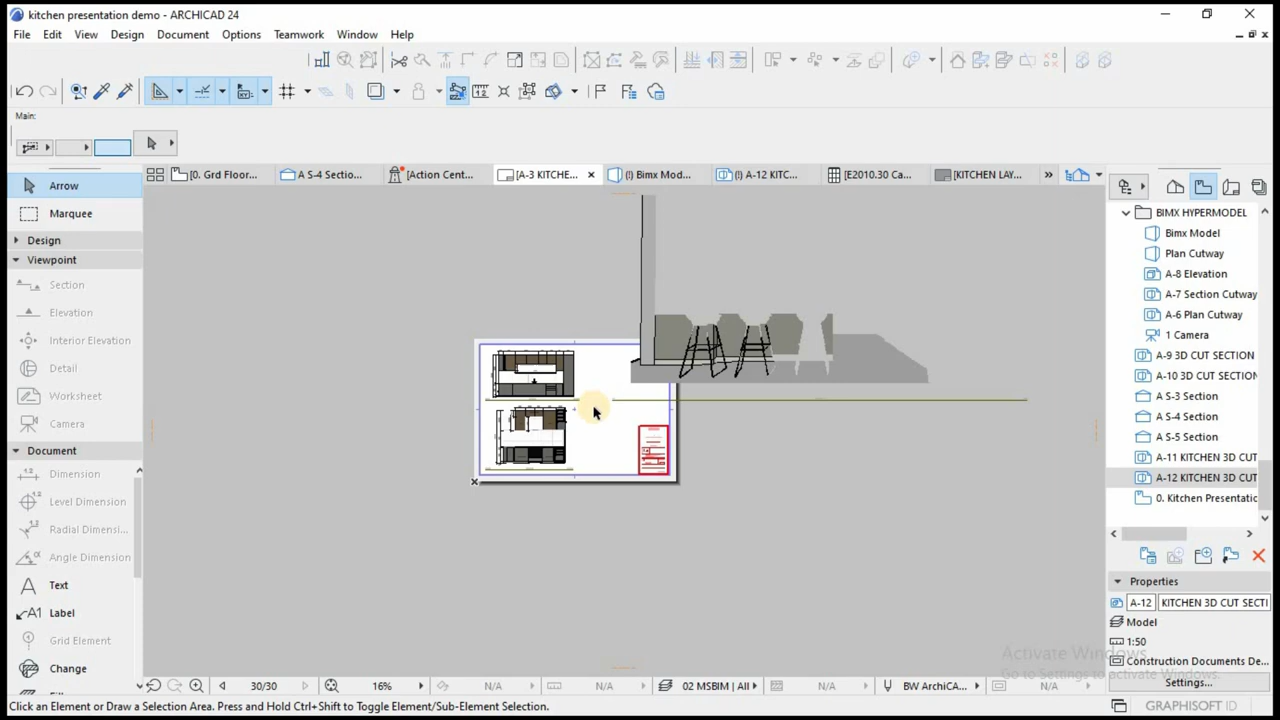 kitchen presentation demo - ARCHICAD 24
File Edit View Design Document Options Teamwork Window Help
Main:
[0. Grd Floor...
A S-4 Sectio...
[Action Cent...
[A-3 KITCHE...
(!) Bimx Mod...
(!) A-12 KITC...
[E2010.30 Ca...
[KITCHEN LAY...
Arrow
Marquee
Design
Viewpoint
Section
Elevation
Interior Elevation
Detail
Worksheet
Camera
Document
Dimension
Level Dimension
Radial Dimensi...
Angle Dimension
Text
Label
Grid Element
Change
BIMX HYPERMODEL
Bimx Model
Plan Cutway
A-8 Elevation
A-7 Section Cutway
A-6 Plan Cutway
1 Camera
A-9 3D CUT SECTION
A-10 3D CUT SECTION
A S-3 Section
A S-4 Section
A S-5 Section
A-11 KITCHEN 3D CUT
A-12 KITCHEN 3D CUT
0. Kitchen Presentatic
Properties
A-12 KITCHEN 3D CUT SECTI
Model
1:50
Construction Documents De...
Settings...
Activate Windows
Go to Settings to activate Windows.
30/30 16% N/A N/A 02 MSBIM | All N/A BW ArchiCA... N/A
Click an Element or Draw a Selection Area. Press and Hold Ctrl+Shift to Toggle Element/Sub-Element Selection.
GRAPHISOFT ID